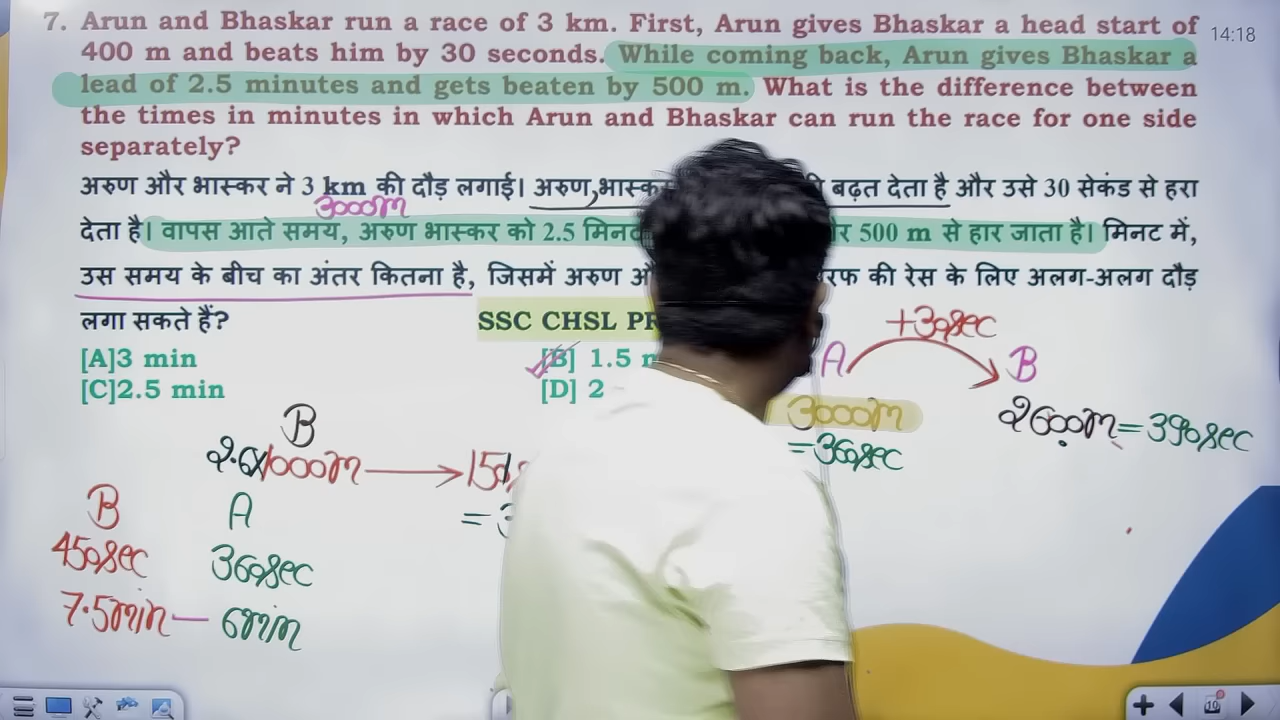 7. Arun and Bhaskar run a race of 3 km. First, Arun gives Bhaskar a head start of
14:18
400 m and beats him by 30 seconds. While coming back, Arun gives Bhaskar a
lead of 2.5 minutes and gets beaten by 500 m. What is the difference between
the times in minutes in which Arun and Bhaskar can run the race for one side
separately?
अरुण और भास्कर ने 3 km की दौड़ लगाई। अरुण, बढ़त देता है और उसे 30 सेकंड से हरा
3000m
देता है। वापस आते समय, अरुण भास्कर को 2.5 500 m से हार जाता है। मिनट में,
उस समय के बीच का अंतर कितना है, जिसमें अरुण की रेस के लिए अलग-अलग दौड़
लगा सकते हैं?
SSC CHSL
+30sec
[A]3 min
[B] 1.5
A
B
[C]2.5 min
[D] 2
3000m
2600m = 390sec
= 360sec
B
2.6x1000m
B
A
450sec
360sec
7.5min — 6min
10